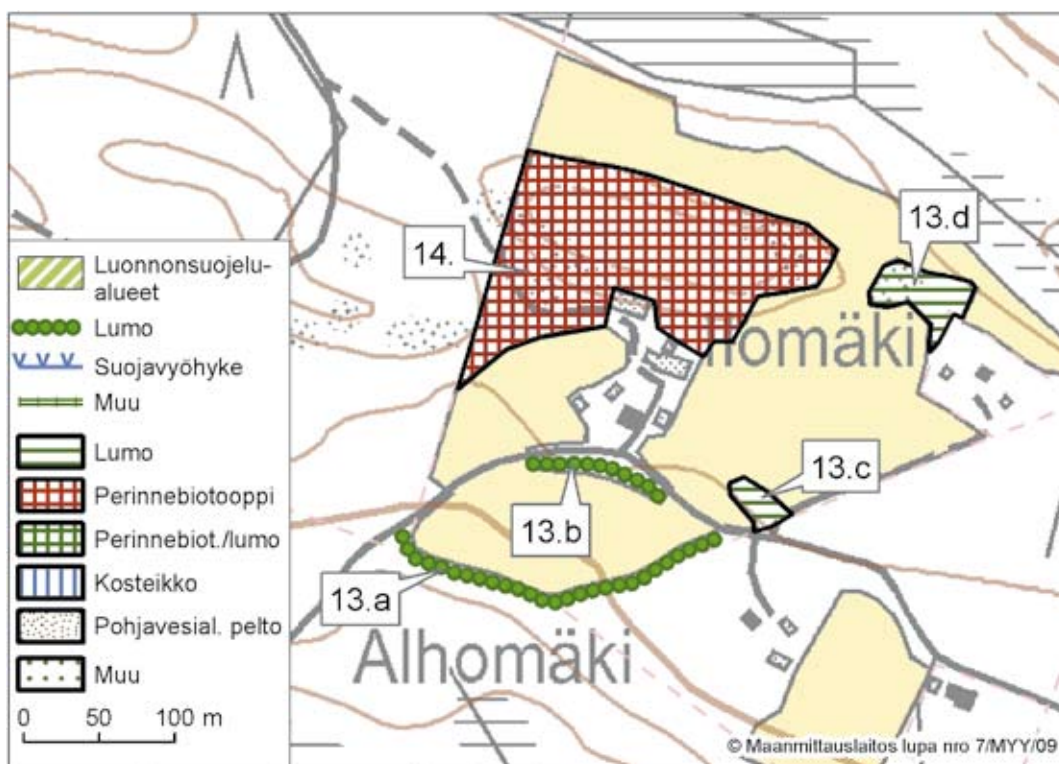 13.d
14.
lhomäki
13.c
13.b
13.a
Alhomäki
Luonnonsuojelu-
alueet
Lumo
Suojavyöhyke
Muu
Lumo
Perinnebiotooppi
Perinnebiot./lumo
Kosteikko
Pohjavesial. pelto
Muu
0 50 100 m
© Maanmittauslaitos lupa nro 7/MYY/09